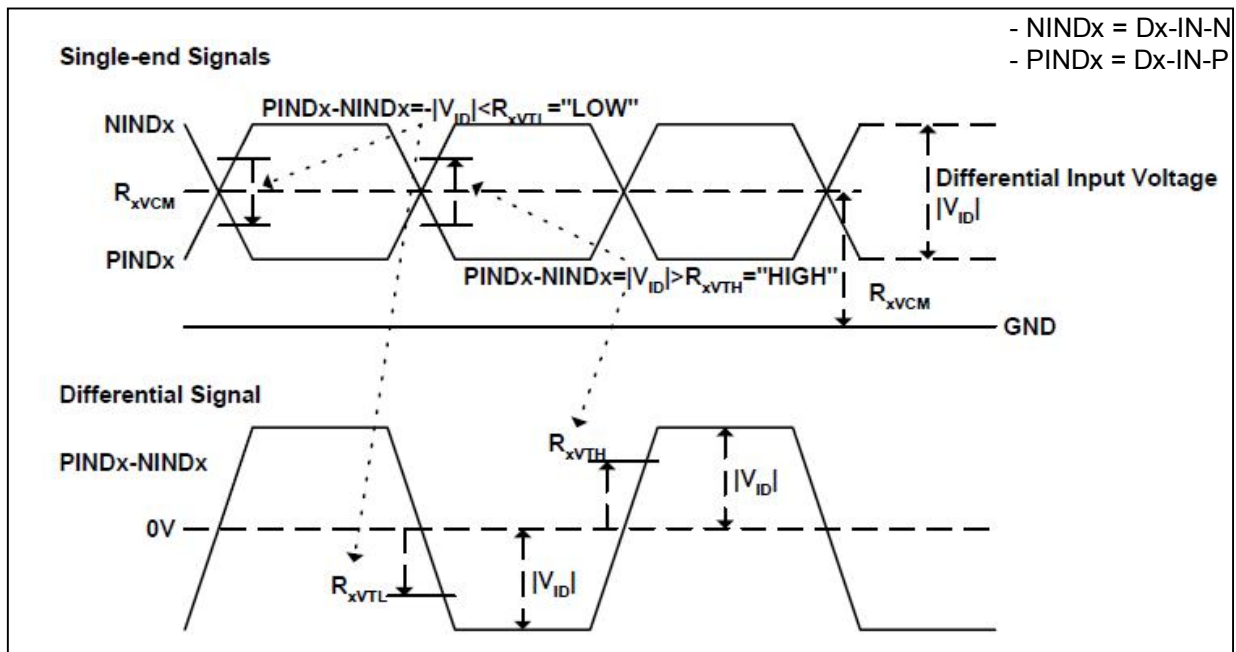 - NINDx = Dx-IN-N
- PINDx = Dx-IN-P
Single-end Signals
PINDx-NINDx=-|VID|<RxVTL="LOW"
NINDx
RxVCM
Differential Input Voltage
|VID|
PINDx
PINDx-NINDx=|VID|>RxVTH="HIGH"
RxVCM
GND
Differential Signal
RxVTH
PINDx-NINDx
|VID|
0V
RxVTL
|VID|